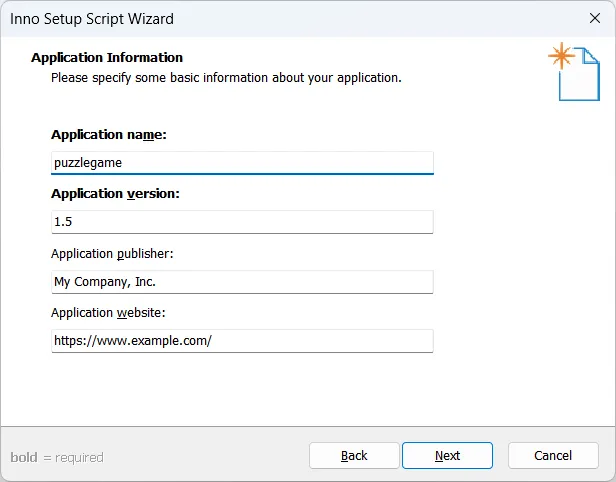 Inno Setup Script Wizard
Application Information
Please specify some basic information about your application.
Application name:
puzzlegame
Application version:
1.5
Application publisher:
My Company, Inc.
Application website:
https://www.example.com/
bold = required
Back
Next
Cancel